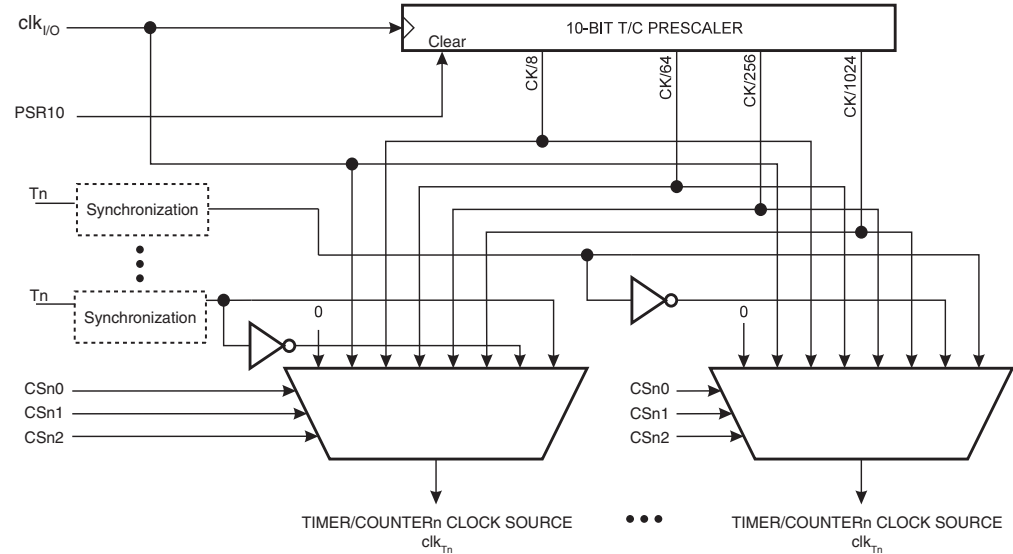 clkI/O
10-BIT T/C PRESCALER
Clear
CK/8
CK/64
CK/256
CK/1024
PSR10
Tn
Synchronization
Tn
Synchronization
0
0
CSn0
CSn1
CSn2
CSn0
CSn1
CSn2
TIMER/COUNTERn CLOCK SOURCE
clkTn
TIMER/COUNTERn CLOCK SOURCE
clkTn